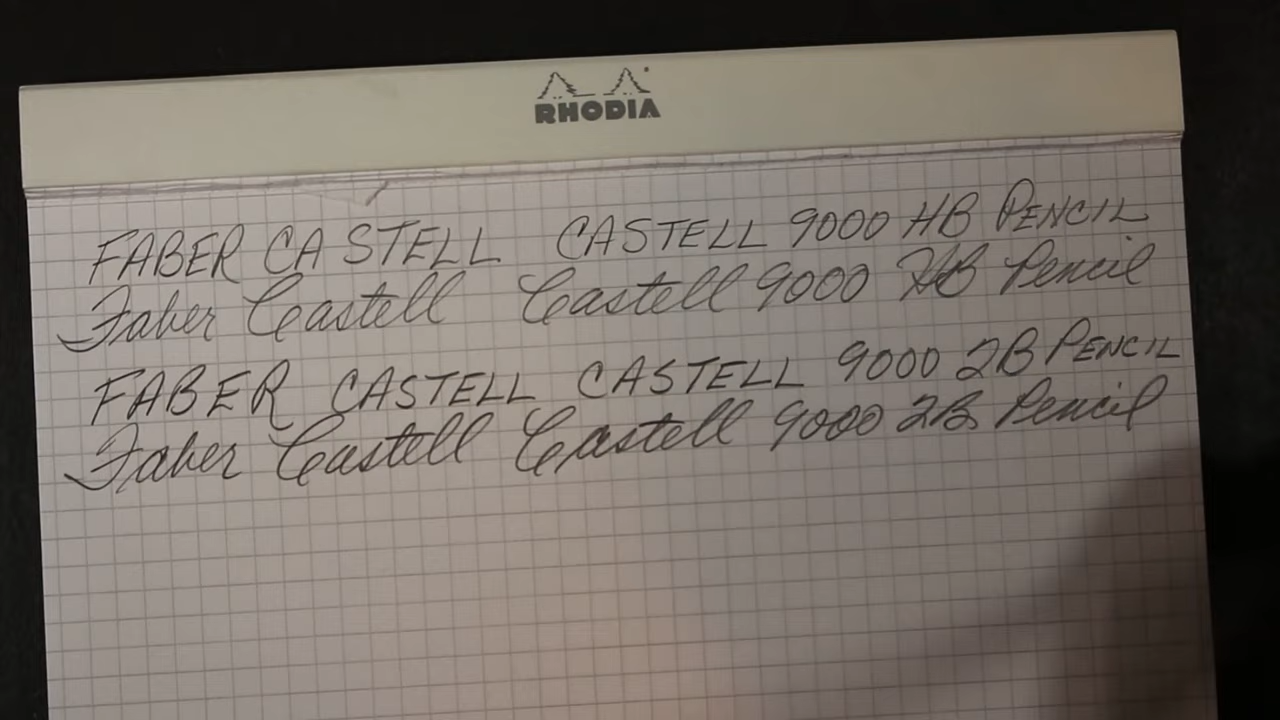 RHODIA
FABER CASTELL CASTELL 9000 HB PENCIL
Faber Castell Castell 9000 HB Pencil
FABER CASTELL CASTELL 9000 2B PENCIL
Faber Castell Castell 9000 2B Pencil